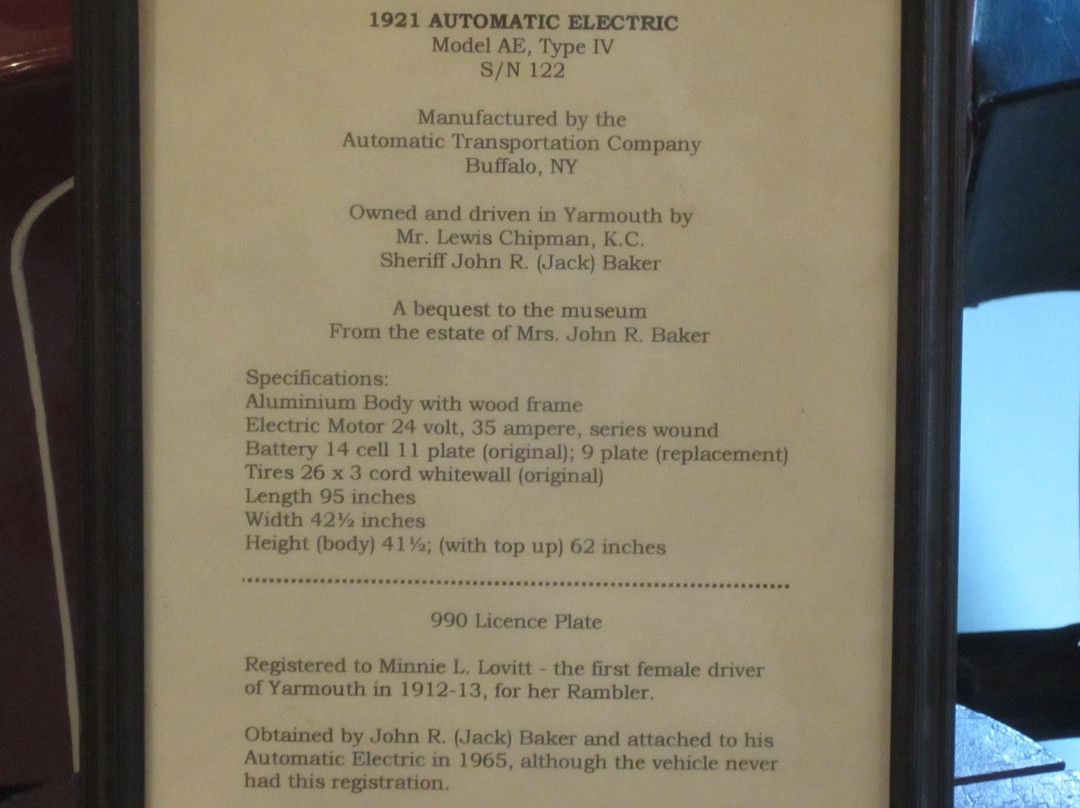 1921 AUTOMATIC ELECTRIC
Model AE, Type IV
S/N 122
Manufactured by the
Automatic Transportation Company
Buffalo, NY
Owned and driven in Yarmouth by
Mr. Lewis Chipman, K.C.
Sheriff John R. (Jack) Baker
A bequest to the museum
From the estate of Mrs. John R. Baker
Specifications:
Aluminium Body with wood frame
Electric Motor 24 volt, 35 ampere, series wound
Battery 14 cell 11 plate (original); 9 plate (replacement)
Tires 26 x 3 cord whitewall (original)
Length 95 inches
Width 42½ inches
Height (body) 41½; (with top up) 62 inches
990 Licence Plate
Registered to Minnie L. Lovitt - the first female driver
of Yarmouth in 1912-13, for her Rambler.
Obtained by John R. (Jack) Baker and attached to his
Automatic Electric in 1965, although the vehicle never
had this registration.